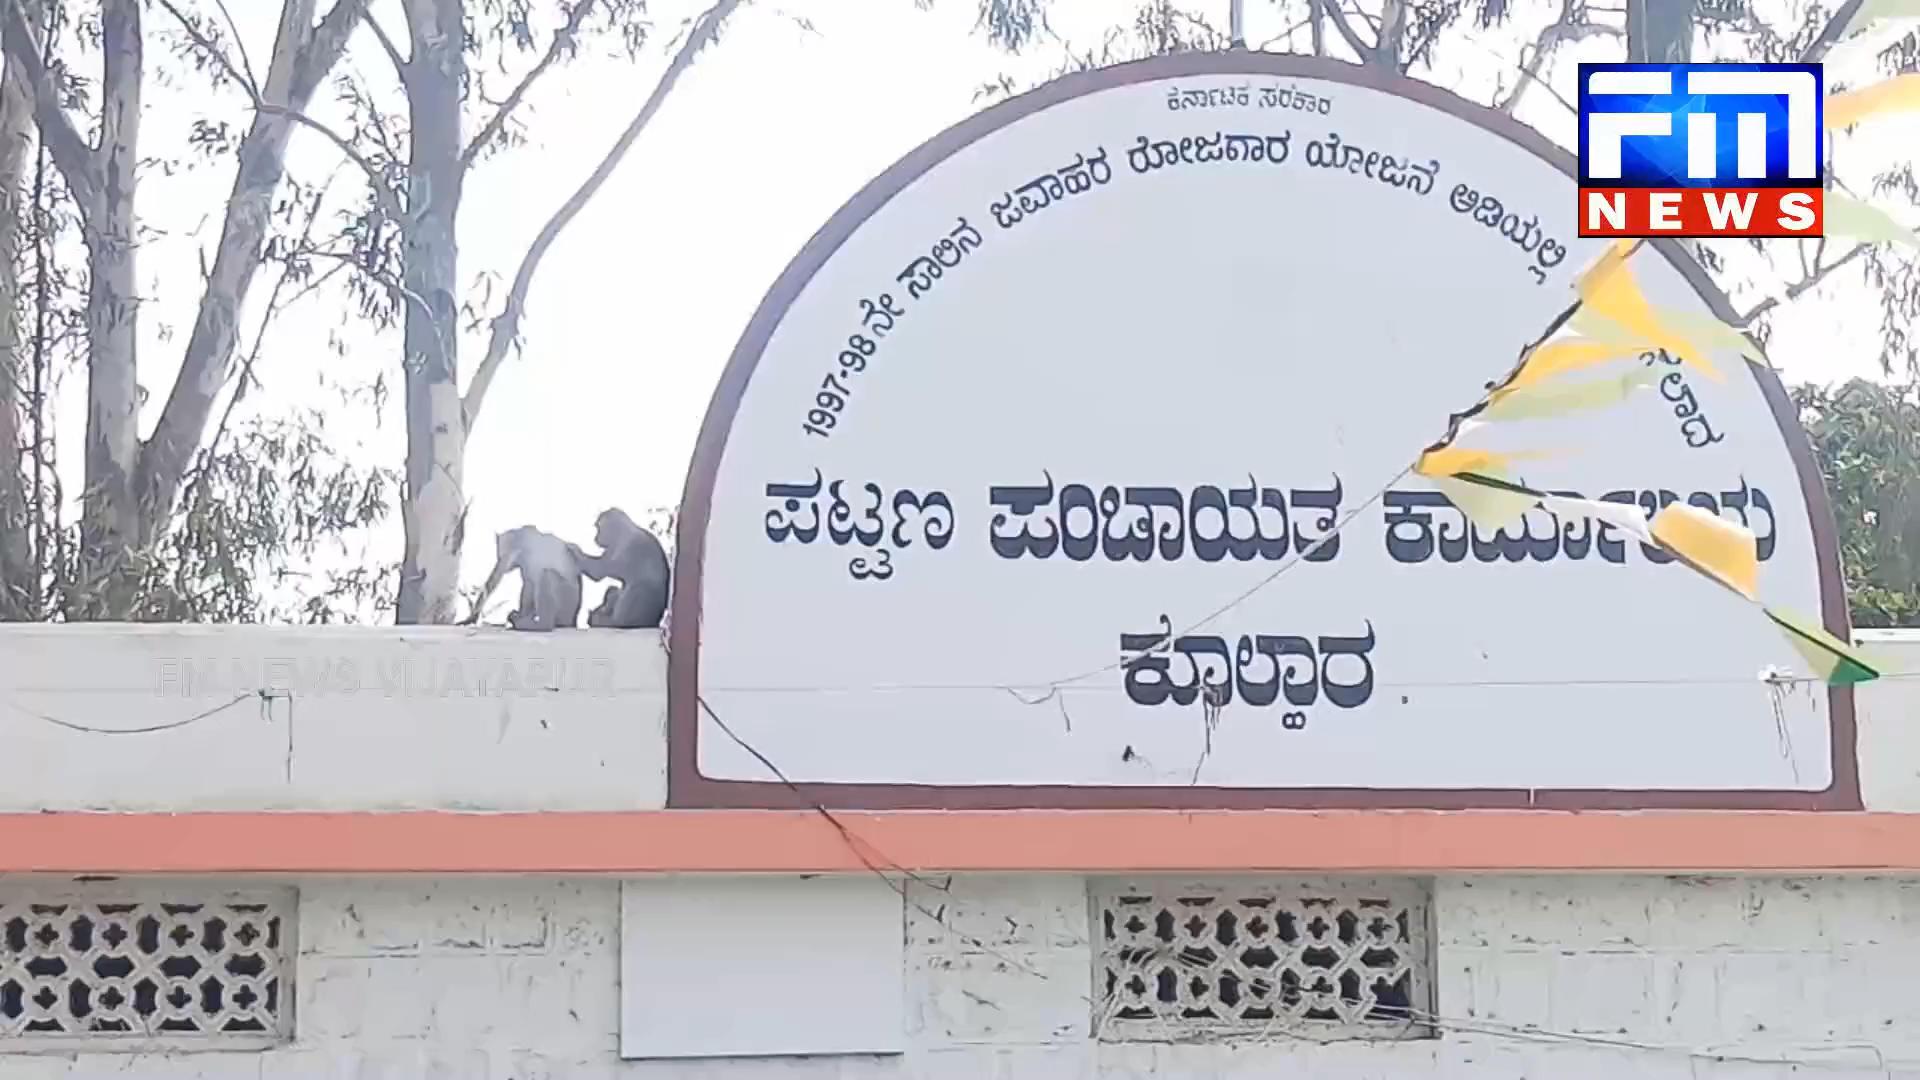 ಕರ್ನಾಟಕ ಸರಕಾರ
1997-98ನೇ ಸಾಲಿನ ಜವಾಹರ ರೋಜಗಾರ ಯೋಜನೆ ಅಡಿಯಲ್ಲಿ
ಪಟ್ಟಣ ಪಂಚಾಯತ ಕಾರ್ಯಾಲಯ
ಕೊಲ್ಹಾರ
FM
NEWS
FM NEWS VIJAYAPUR